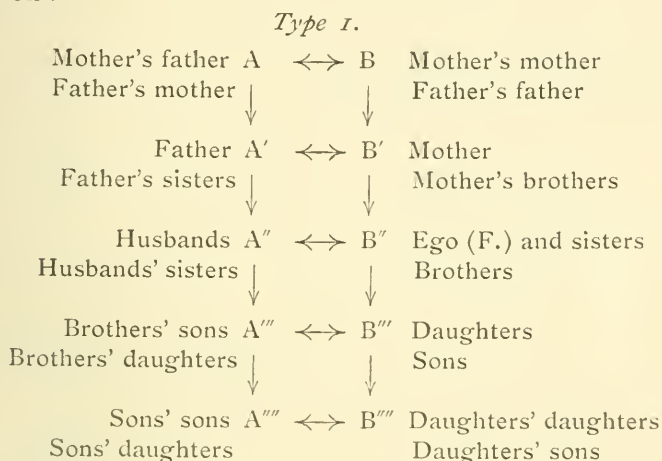 Type I.
Mother's father A <-> B Mother's mother
Father's mother ↓ ↓ Father's father
Father A′ <-> B′ Mother
Father's sisters ↓ ↓ Mother's brothers
Husbands A″ <-> B″ Ego (F.) and sisters
Husbands' sisters ↓ ↓ Brothers
Brothers' sons A‴ <-> B‴ Daughters
Brothers' daughters ↓ ↓ Sons
Sons' sons A⁗ <-> B⁗ Daughters' daughters
Sons' daughters Daughters' sons